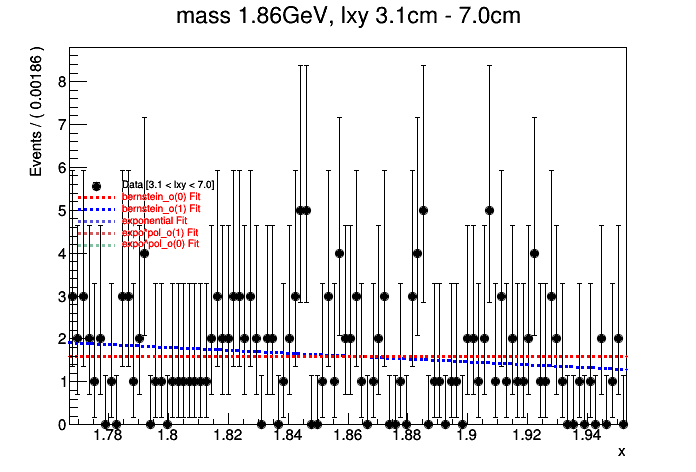 mass 1.86GeV, lxy 3.1cm - 7.0cm
Events / ( 0.00186 )
8
7
6
5
4
3
2
1
0
Data [3.1 < lxy < 7.0]
bernstein_o(0) Fit
bernstein_o(1) Fit
exponential Fit
expo*pol_o(1) Fit
expo*pol_o(0) Fit
1.78 1.8 1.82 1.84 1.86 1.88 1.9 1.92 1.94
x